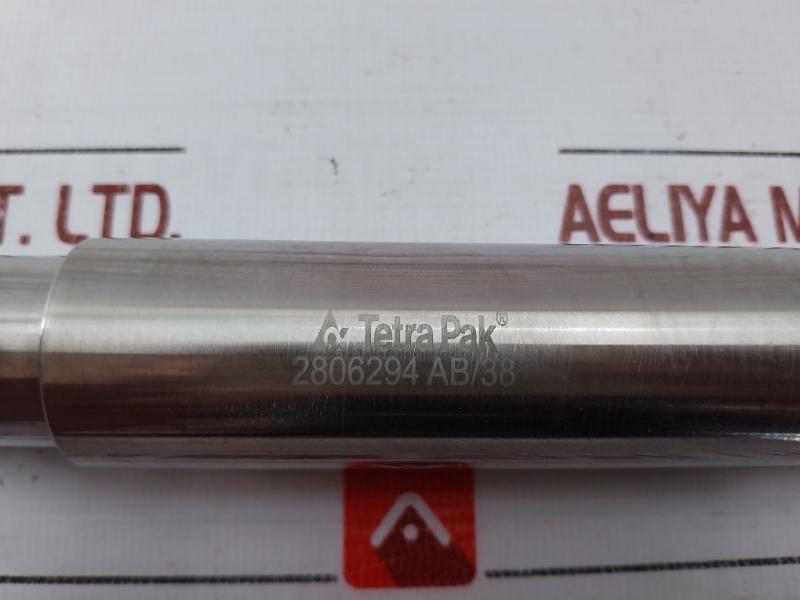 T. LTD.
AELIYA M
Tetra Pak®
2806294 AB/38